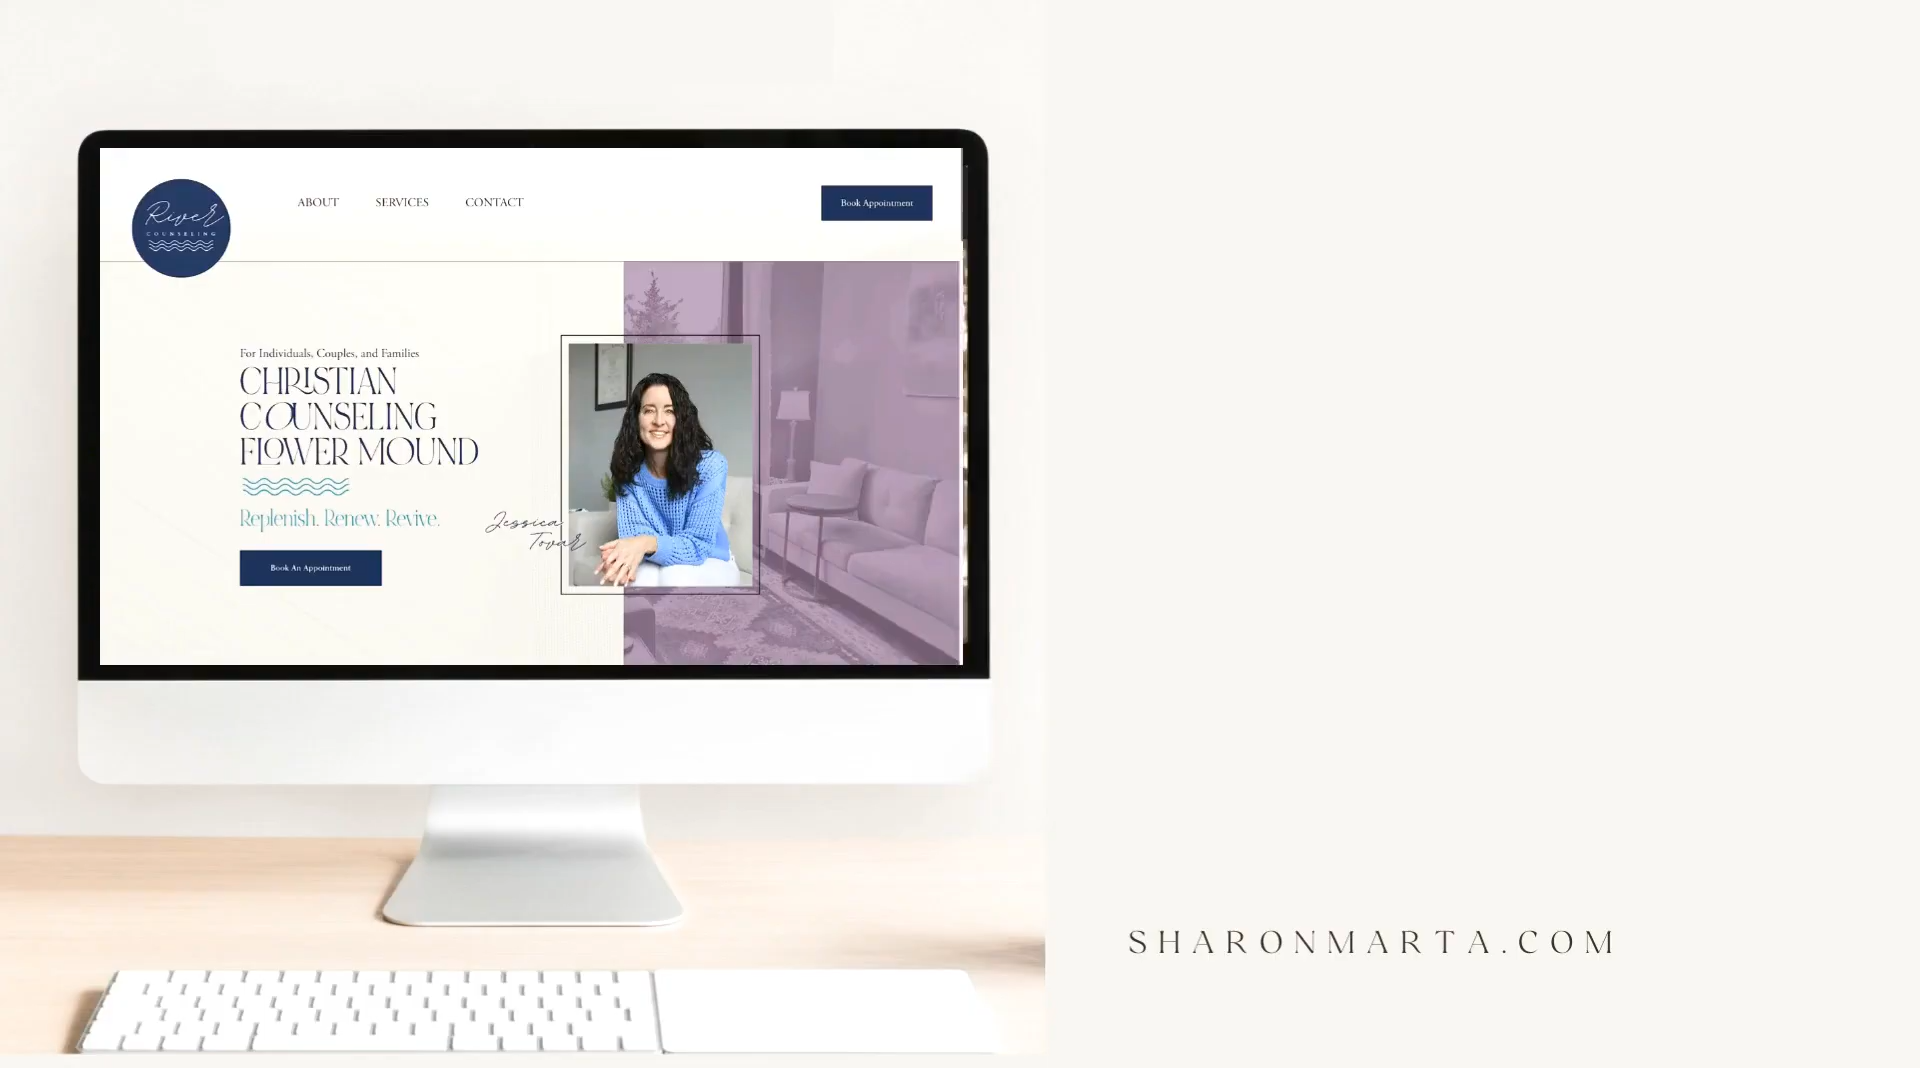 River
COUNSELING
ABOUT SERVICES CONTACT
Book Appointment
For Individuals, Couples, and Families
CHRISTIAN
COUNSELING
FLOWER MOUND
Replenish. Renew. Revive.
Jessica
Tovar
Book An Appointment
SHARONMARTA.COM